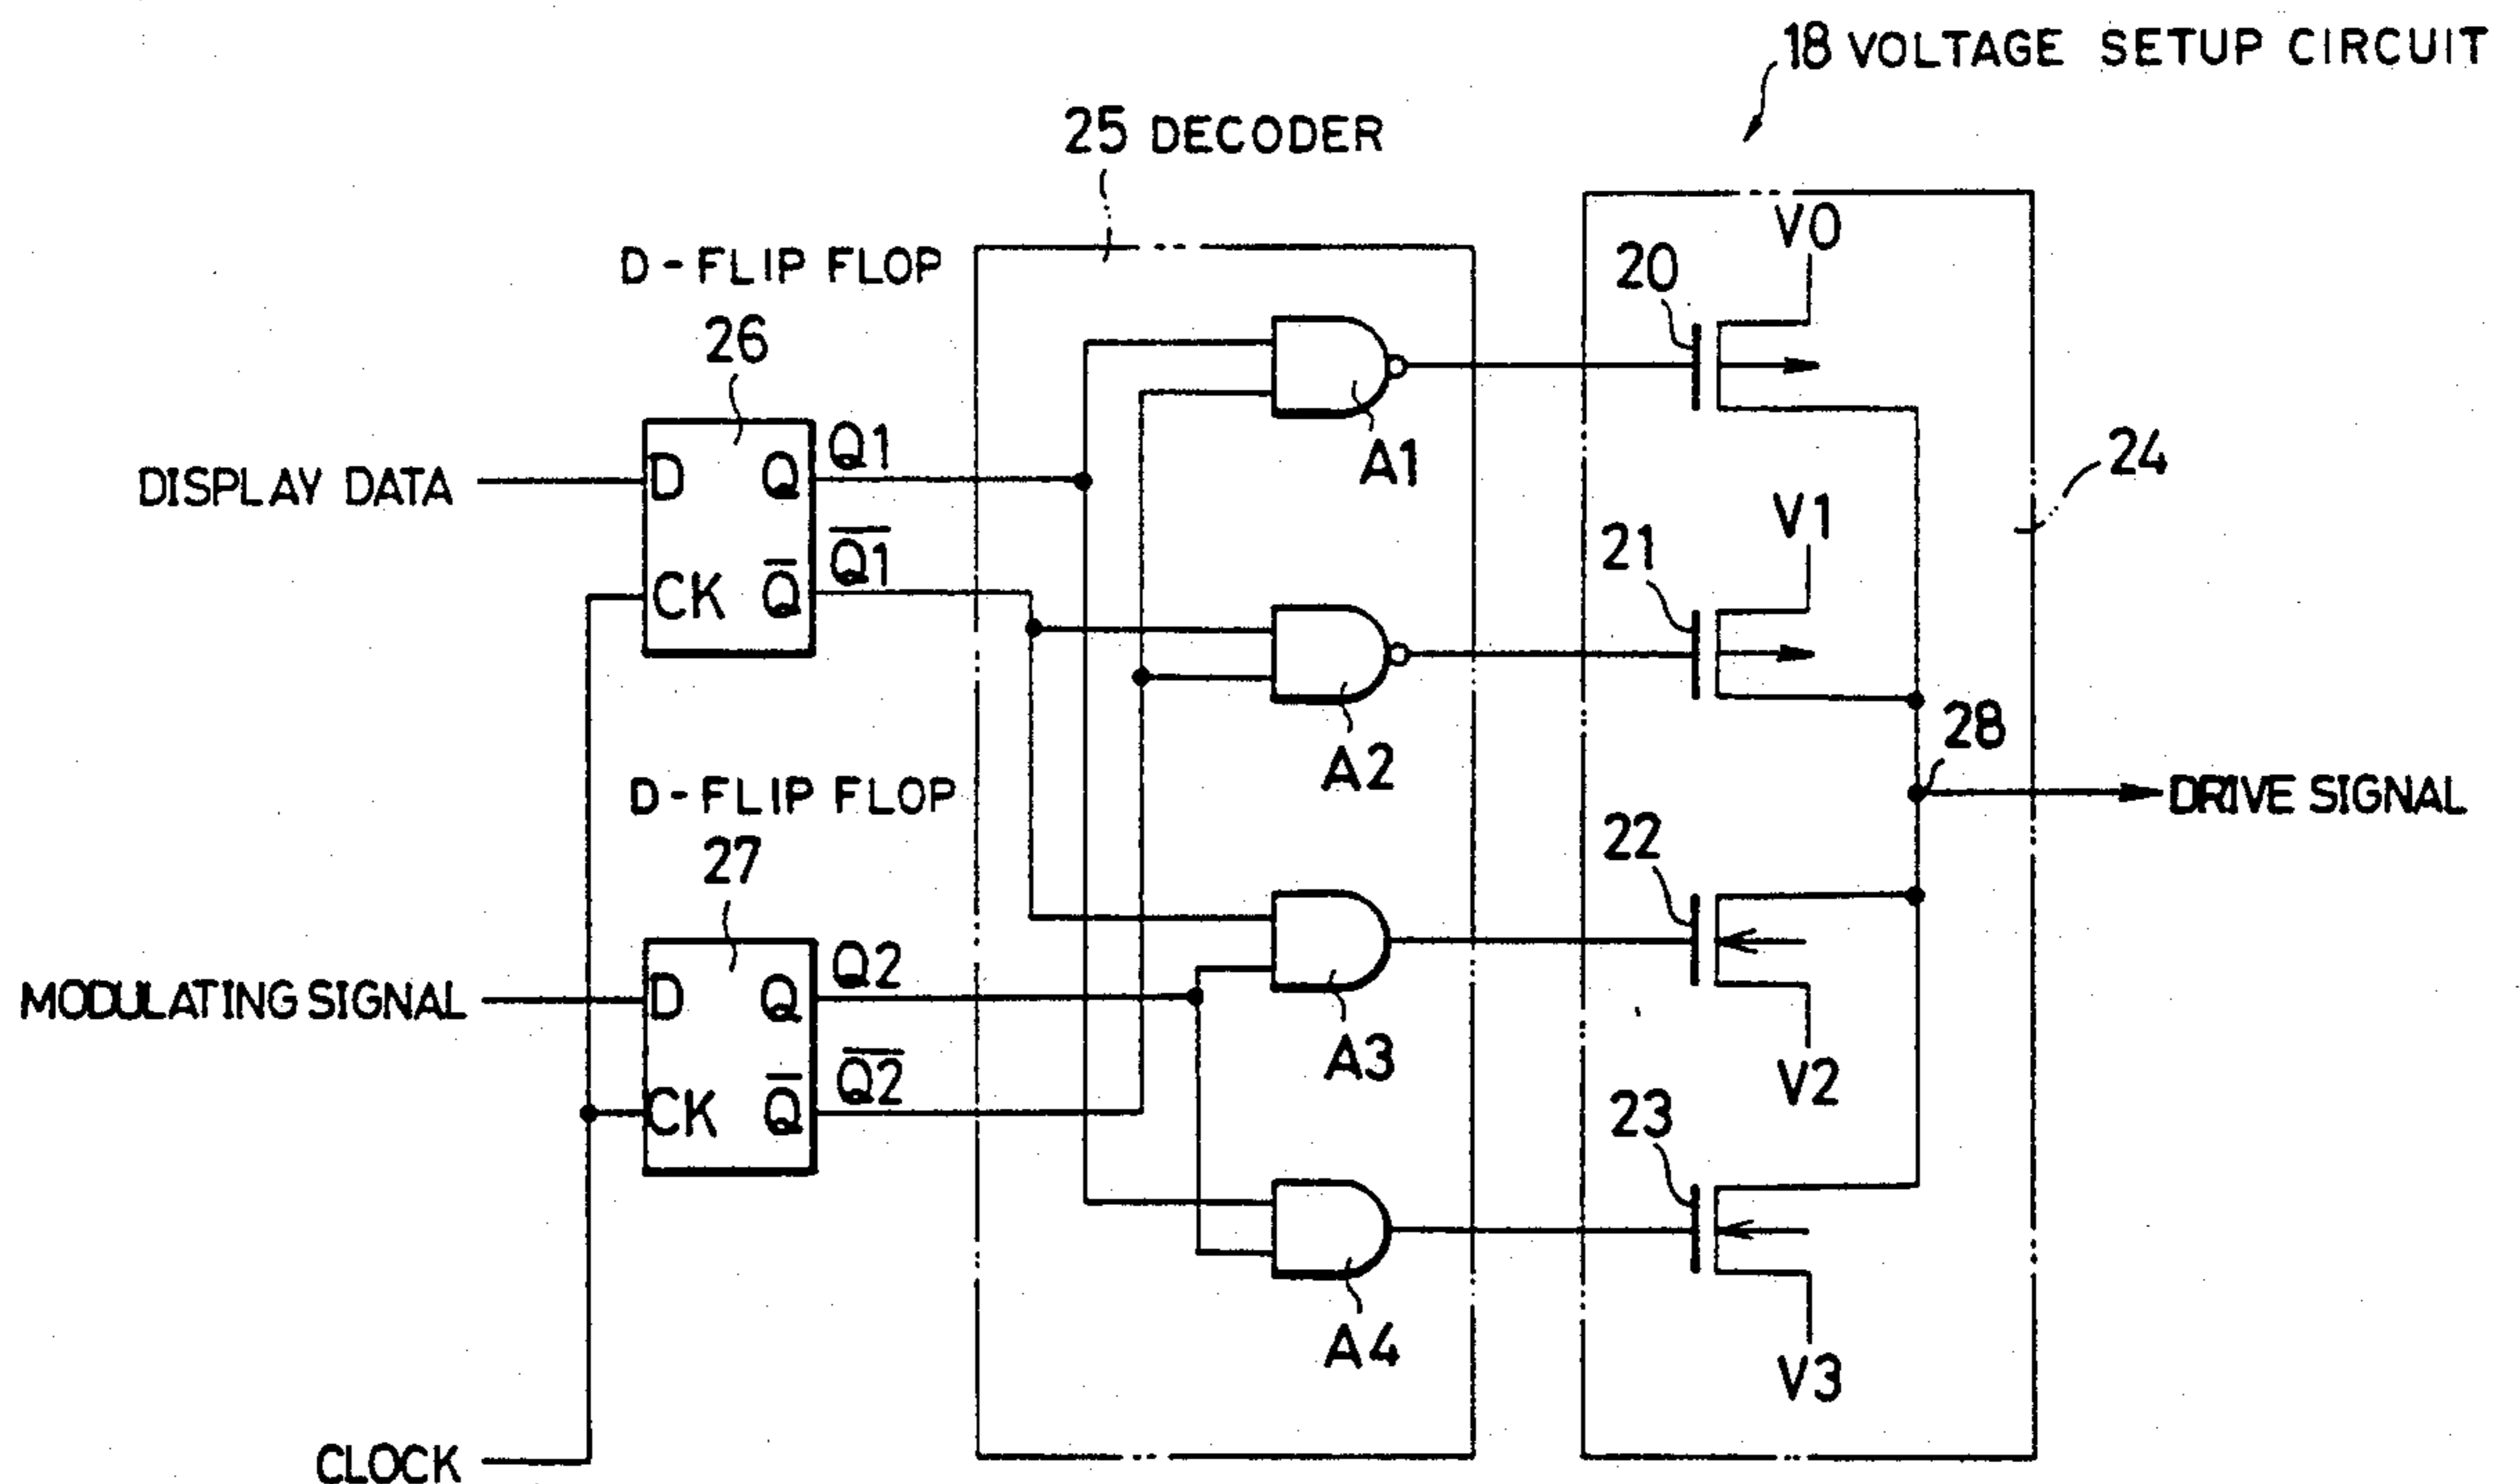 18 VOLTAGE SETUP CIRCUIT
25 DECODER
V0
D-FLIP FLOP
20
26
Q1
A1
24
DISPLAY DATA
D Q
V1
Q̅1̅
21
CK Q̅
28
A2
D-FLIP FLOP
DRIVE SIGNAL
22
27
Q2
MODULATING SIGNAL
D Q
A3
Q̅2̅
V2
CK Q̅
23
A4
V3
CLOCK